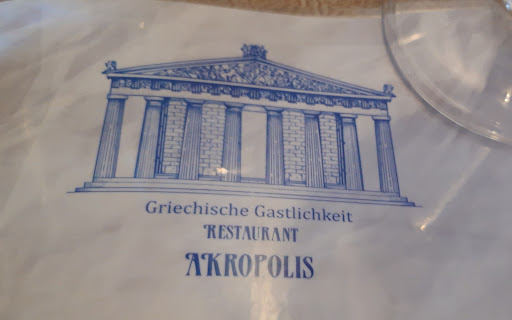 Griechische Gastlichkeit
RESTAURANT
AKROPOLIS